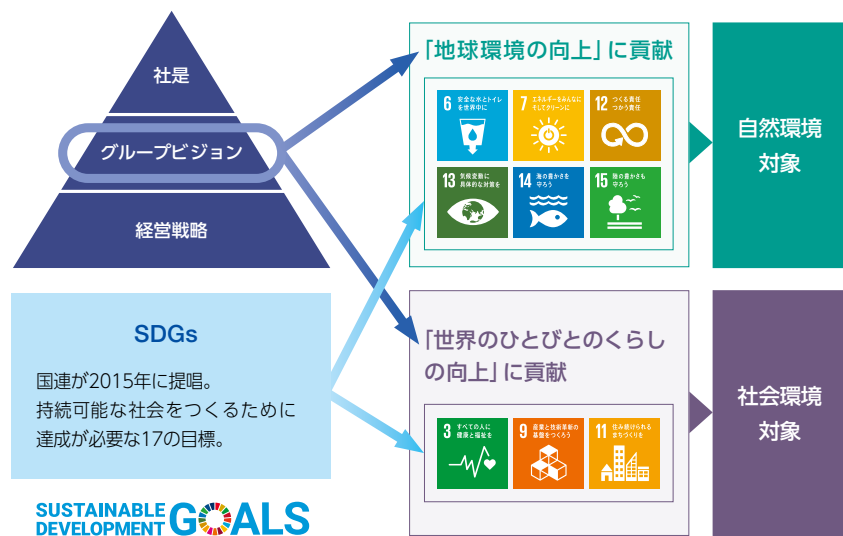 社是
グループビジョン
経営戦略
SDGs
国連が2015年に提唱。
持続可能な社会をつくるために
達成が必要な17の目標。
SUSTAINABLE
DEVELOPMENT
GOALS
「地球環境の向上」に貢献
6 安全な水とトイレ
を世界中に
7 エネルギーをみんなに
そしてクリーンに
12 つくる責任
つかう責任
13 気候変動に
具体的な対策を
14 海の豊かさを
守ろう
15 陸の豊かさも
守ろう
自然環境
対象
「世界のひとびとのくらし
の向上」に貢献
3 すべての人に
健康と福祉を
9 産業と技術革新の
基盤をつくろう
11 住み続けられる
まちづくりを
社会環境
対象